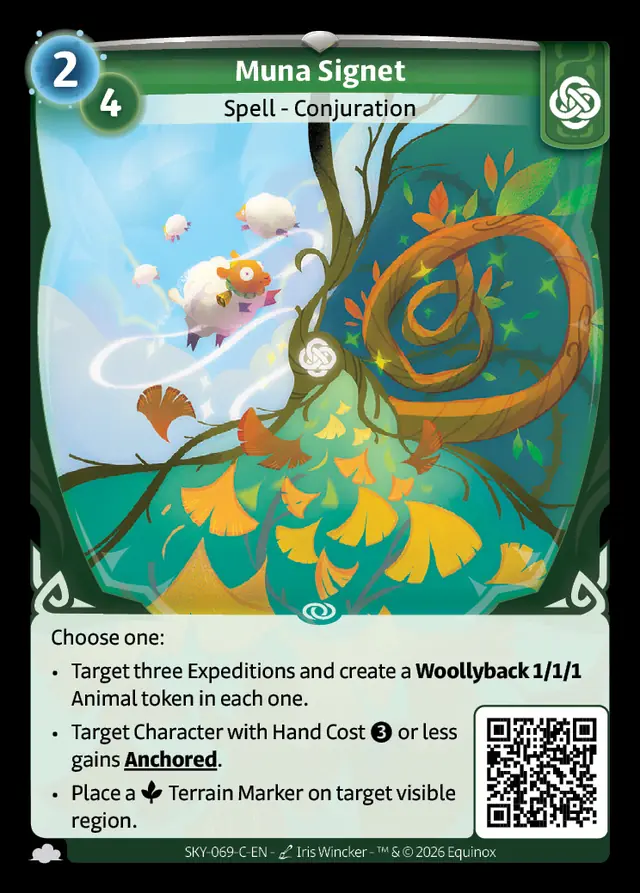 2
4
Muna Signet
Spell - Conjuration
Choose one:
• Target three Expeditions and create a Woollyback 1/1/1
Animal token in each one.
• Target Character with Hand Cost 3 or less
gains Anchored.
• Place a Terrain Marker on target visible
region.
SKY-069-C-EN - Iris Wincker - ™ & © 2026 Equinox